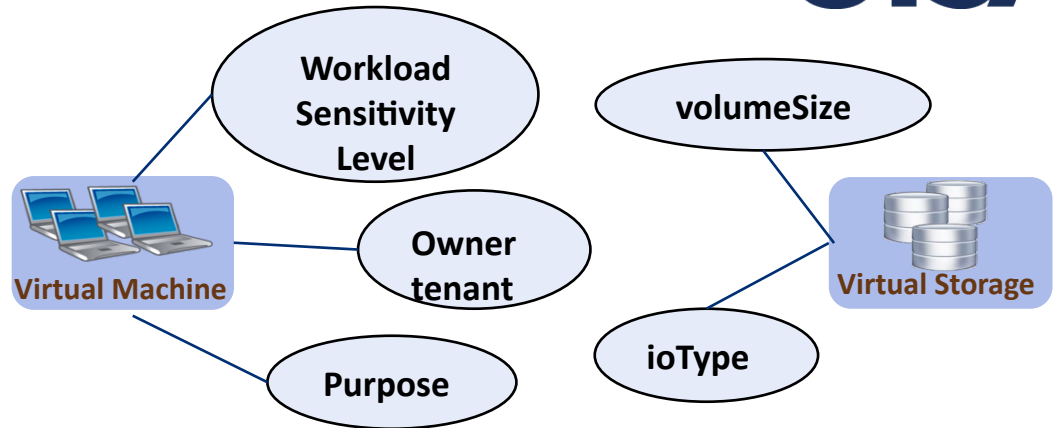 Workload
Sensitivity
Level
volumeSize
Virtual Machine
Owner
tenant
Virtual Storage
Purpose
ioType